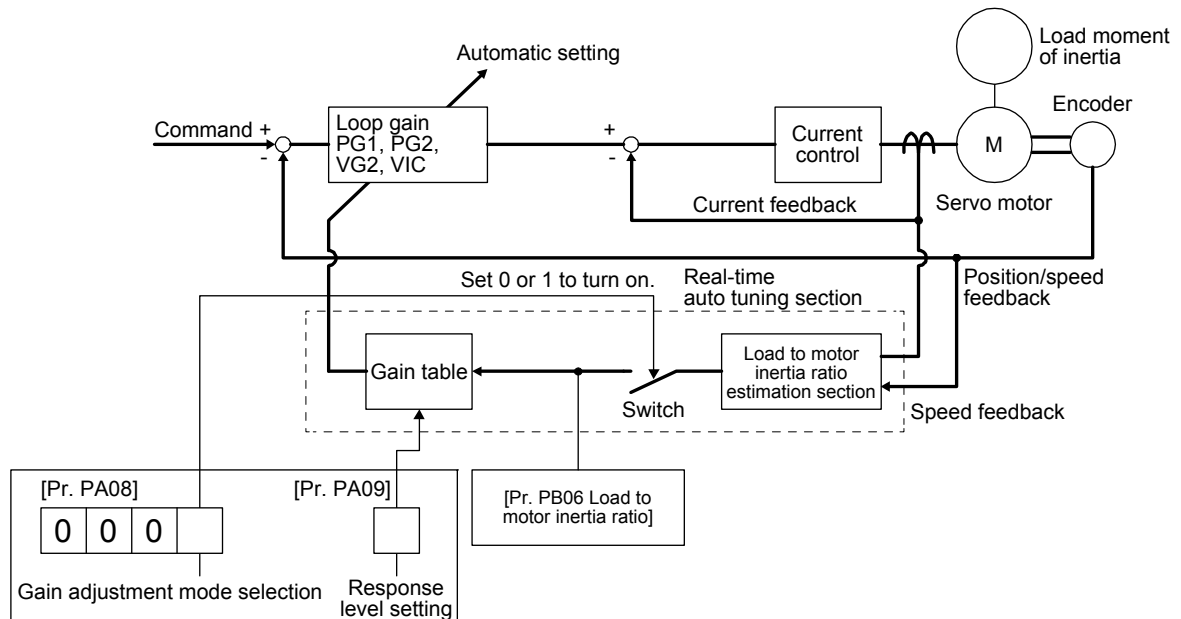 Load moment
of inertia
Automatic setting
Encoder
Command +
-
Loop gain
PG1, PG2,
VG2, VIC
+
-
Current
control
M
Servo motor
Current feedback
Set 0 or 1 to turn on.
Real-time
auto tuning section
Position/speed
feedback
Gain table
Switch
Load to motor
inertia ratio
estimation section
Speed feedback
[Pr. PA08]
[Pr. PA09]
0 0 0
[Pr. PB06 Load to
motor inertia ratio]
Gain adjustment mode selection
Response
level setting